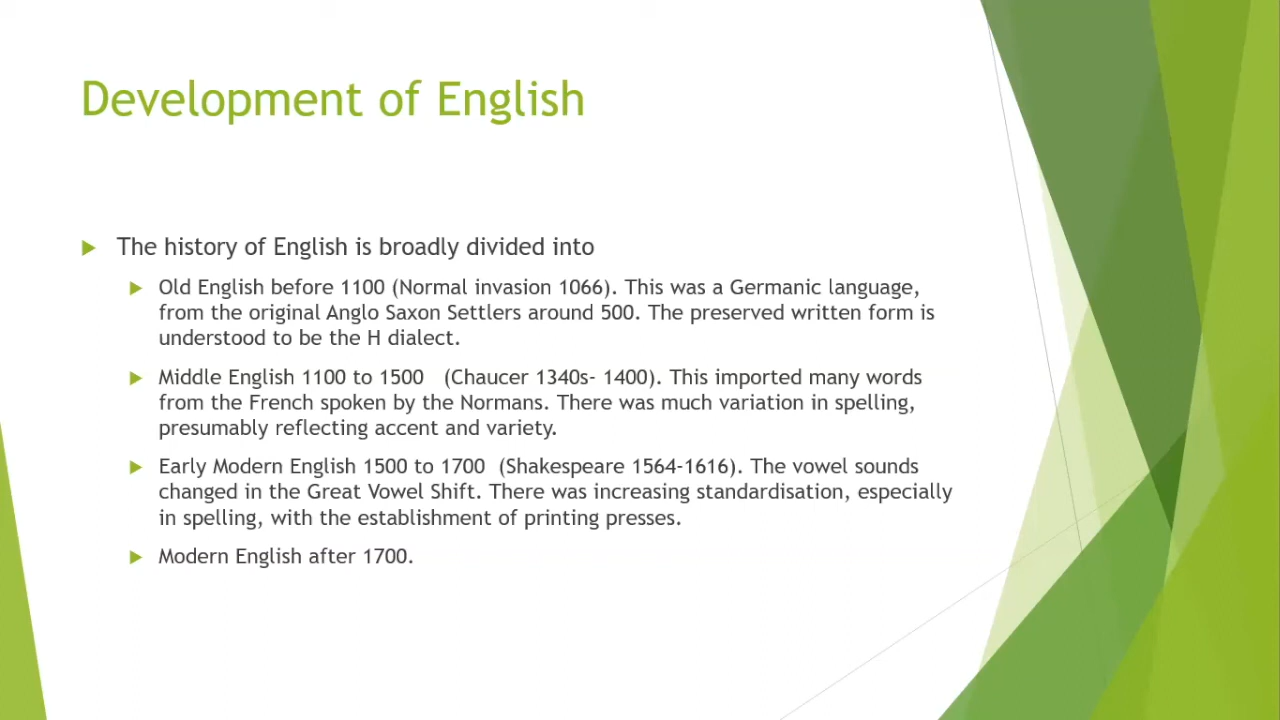 Development of English
The history of English is broadly divided into
Old English before 1100 (Normal invasion 1066). This was a Germanic language,
from the original Anglo Saxon Settlers around 500. The preserved written form is
understood to be the H dialect.
Middle English 1100 to 1500 (Chaucer 1340s- 1400). This imported many words
from the French spoken by the Normans. There was much variation in spelling,
presumably reflecting accent and variety.
Early Modern English 1500 to 1700 (Shakespeare 1564-1616). The vowel sounds
changed in the Great Vowel Shift. There was increasing standardisation, especially
in spelling, with the establishment of printing presses.
Modern English after 1700.